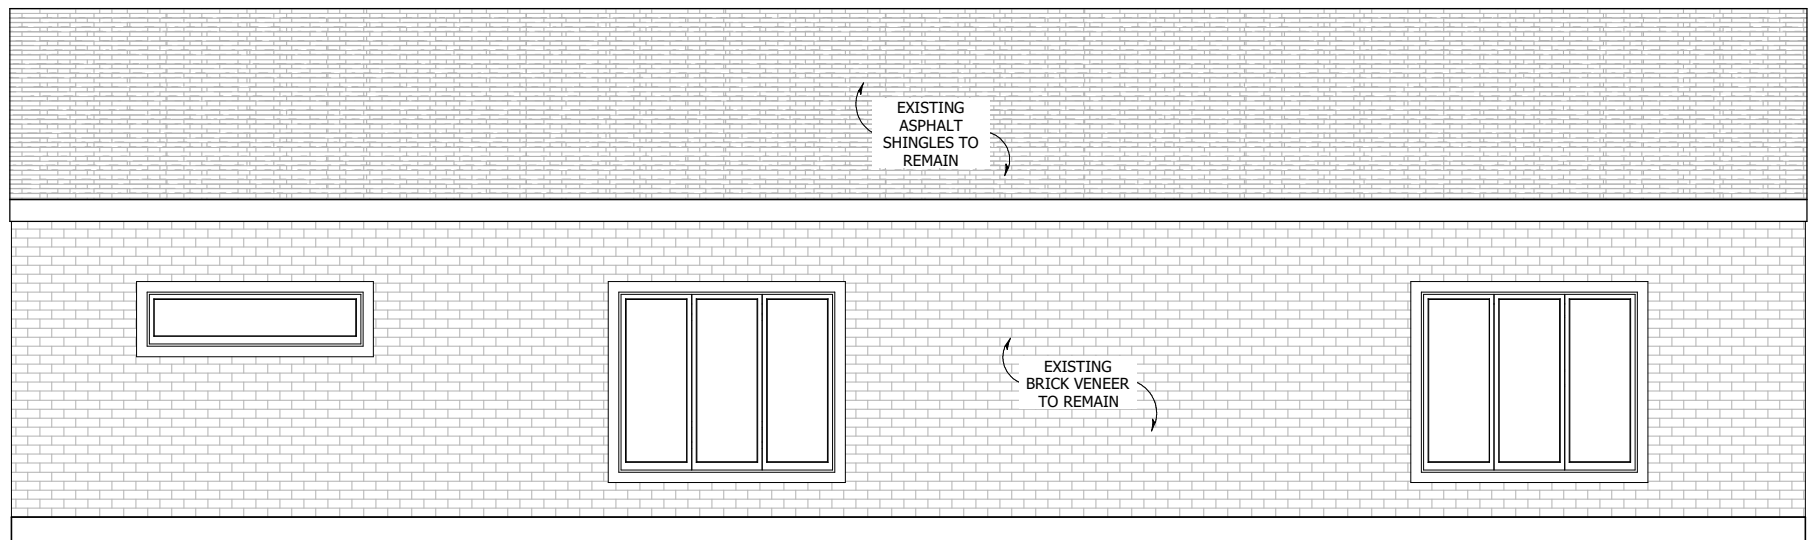 EXISTING
ASPHALT
SHINGLES TO
REMAIN
EXISTING
BRICK VENEER
TO REMAIN